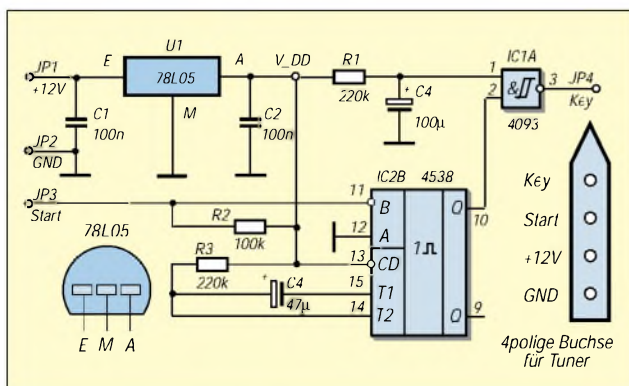 JP1
+12V
E
U1
78L05
A
M
V_DD
R1
220k
IC1A
1
2
&
3
4093
JP4
Key
C1
100n
C2
100n
+
C4
100µ
JP2
GND
JP3
Start
R2
100k
R3
220k
+
C4
47µ
IC2B
4538
11
B
12
A
13
CD
15
T1
14
T2
1
Q
10
Q
9
78L05
E M A
Key
Start
+12V
GND
4polige Buchse
für Tuner